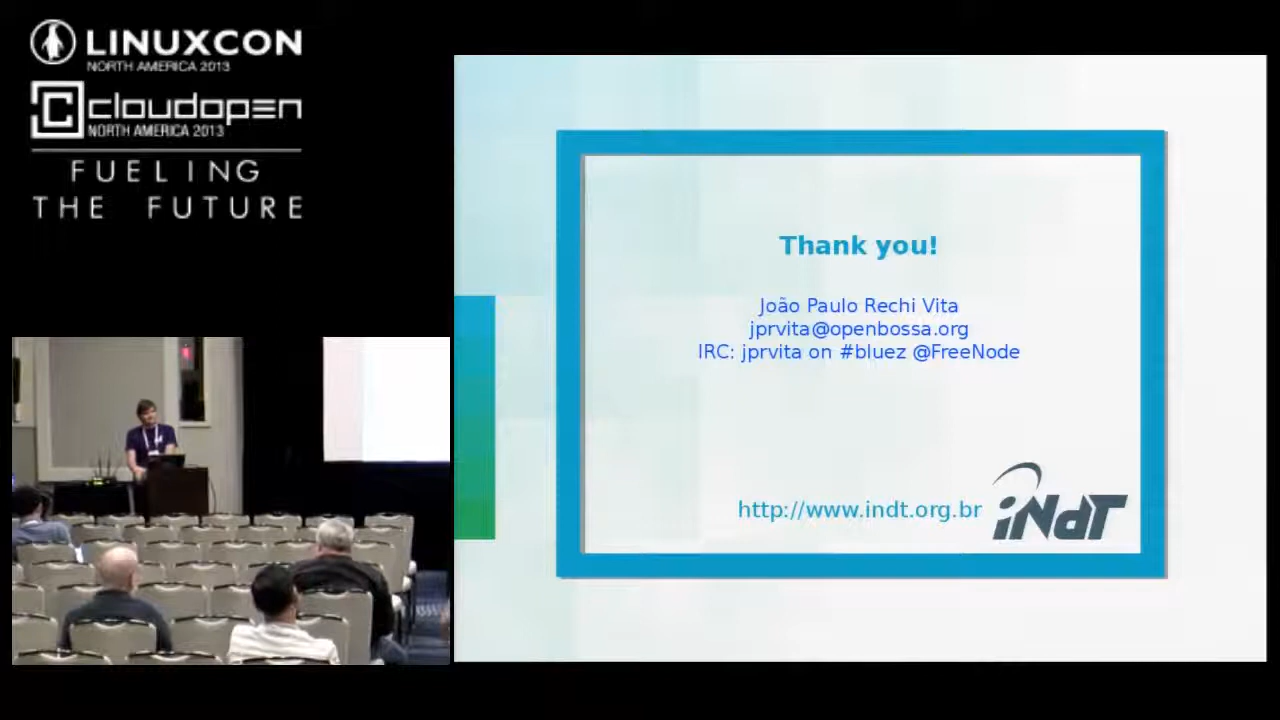 LINUXCON
NORTH AMERICA 2013
cloudopen
NORTH AMERICA 2013
FUELING
THE FUTURE
Thank you!
João Paulo Rechi Vita
jprvita@openbossa.org
IRC: jprvita on #bluez @FreeNode
http://www.indt.org.br
iNdT